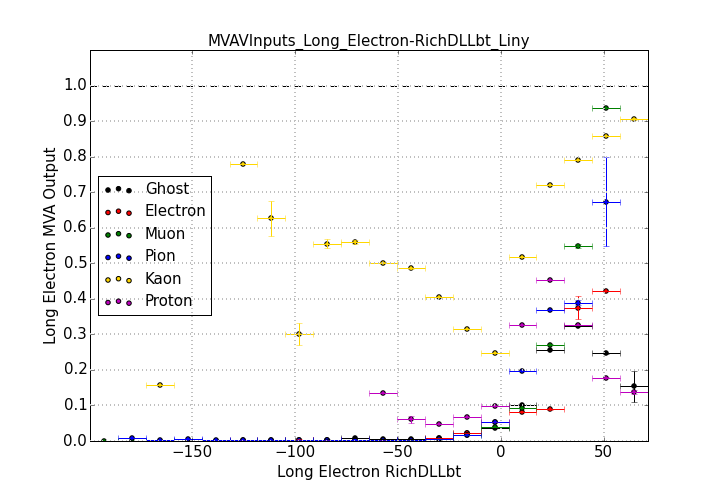 MVAVInputs_Long_Electron-RichDLLbt_Liny
Long Electron MVA Output
1.0
0.9
0.8
0.7
0.6
0.5
0.4
0.3
0.2
0.1
0.0
Ghost
Electron
Muon
Pion
Kaon
Proton
−150
−100
−50
0
50
Long Electron RichDLLbt